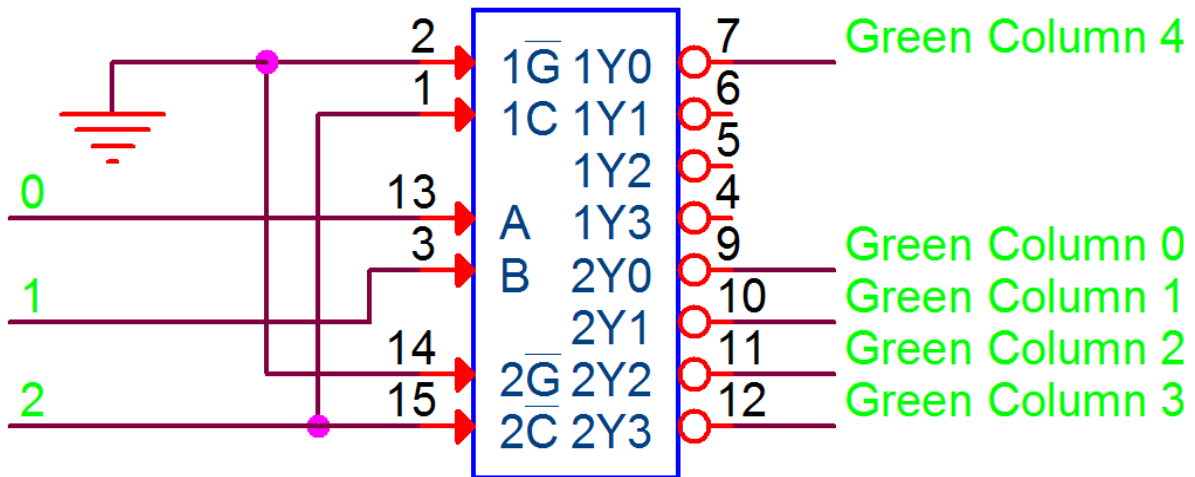 2 1G 1Y0 7 Green Column 4
1 1C 1Y1 6
1Y2 5
0 13 A 1Y3 4
3 B 2Y0 9 Green Column 0
1 2Y1 10 Green Column 1
14 2G 2Y2 11 Green Column 2
2 15 2C 2Y3 12 Green Column 3